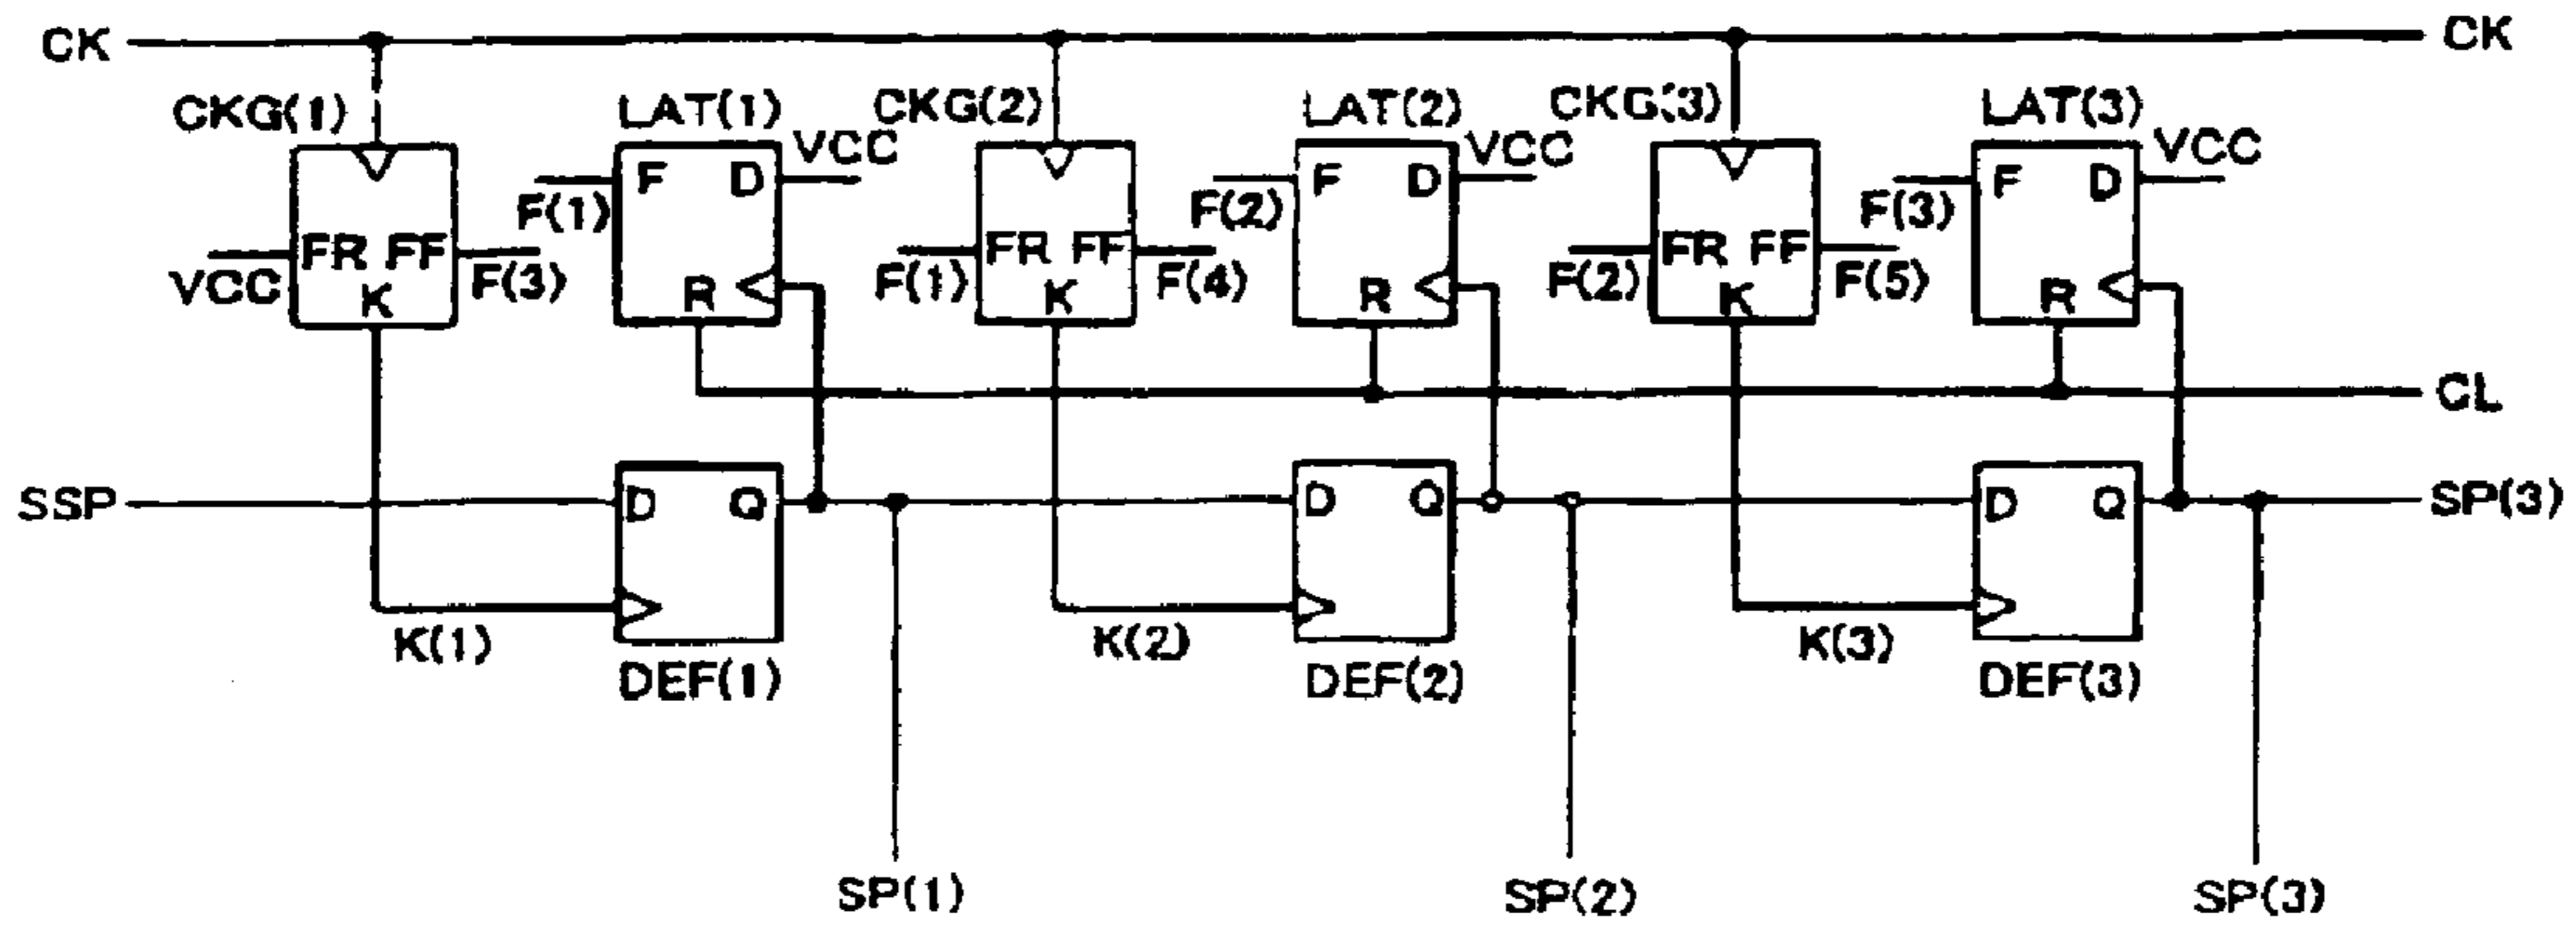 CK CK
CKG(1) LAT(1) VCC CKG(2) LAT(2) VCC CKG(3) LAT(3) VCC
F D F D F D
F(1) F(2) F(3)
FR FF FR FF FR FF
VCC K F(3) R F(1) K F(4) R F(2) K F(5) R
CL
SSP D Q D Q D Q SP(3)
K(1) K(2) K(3)
DEF(1) DEF(2) DEF(3)
SP(1) SP(2) SP(3)